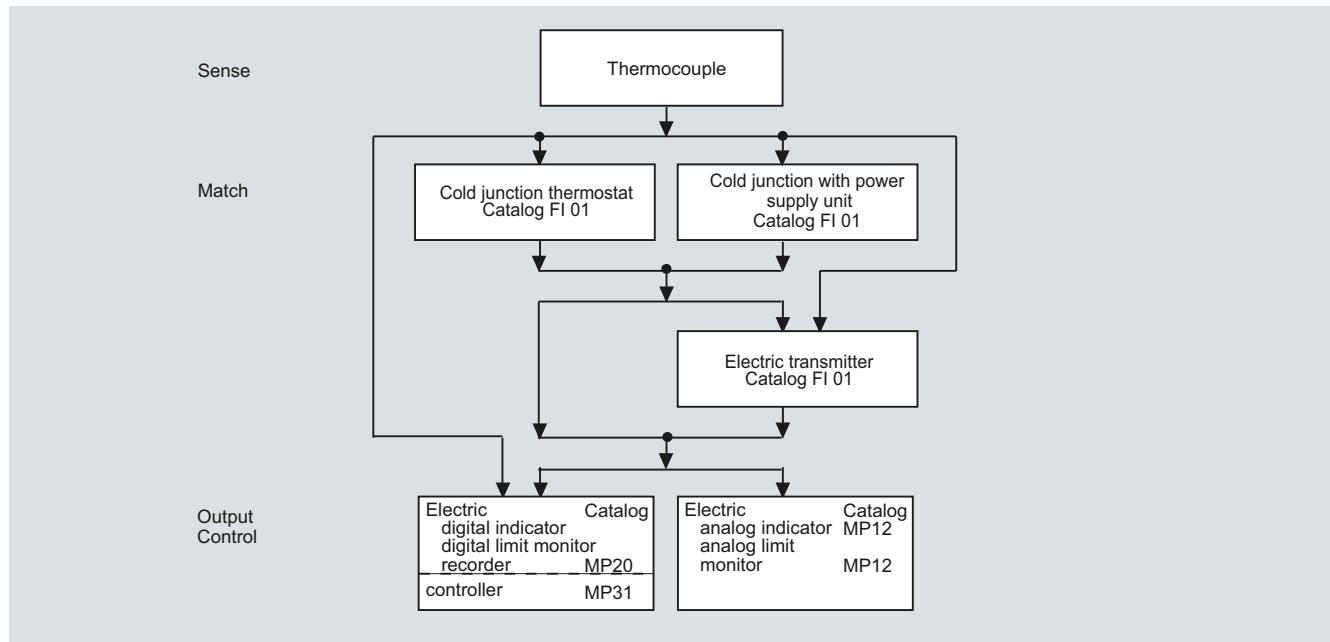 Sense
Thermocouple
Match
Cold junction thermostat
Catalog FI 01
Cold junction with power
supply unit
Catalog FI 01
Electric transmitter
Catalog FI 01
Output
Control
Electric Catalog
digital indicator
digital limit monitor
recorder MP20
controller MP31
Electric Catalog
analog indicator MP12
analog limit
monitor MP12